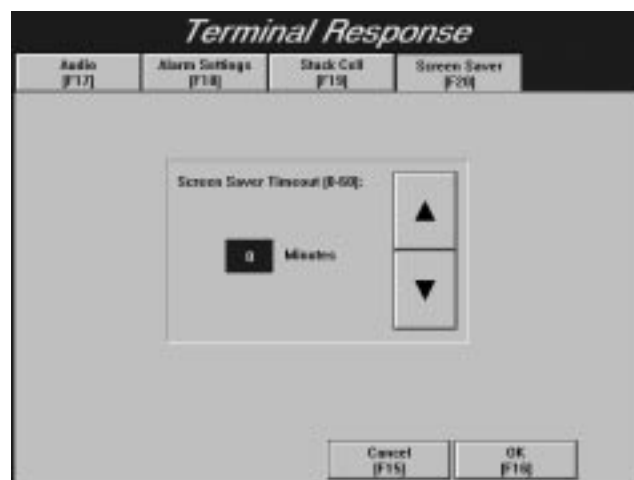 Terminal Response
Audio
[F17]
Alarm Settings
[F18]
Stuck Cell
[F19]
Screen Saver
[F20]
Screen Saver Timeout (0-60):
0 Minutes
Cancel
[F15]
OK
[F16]